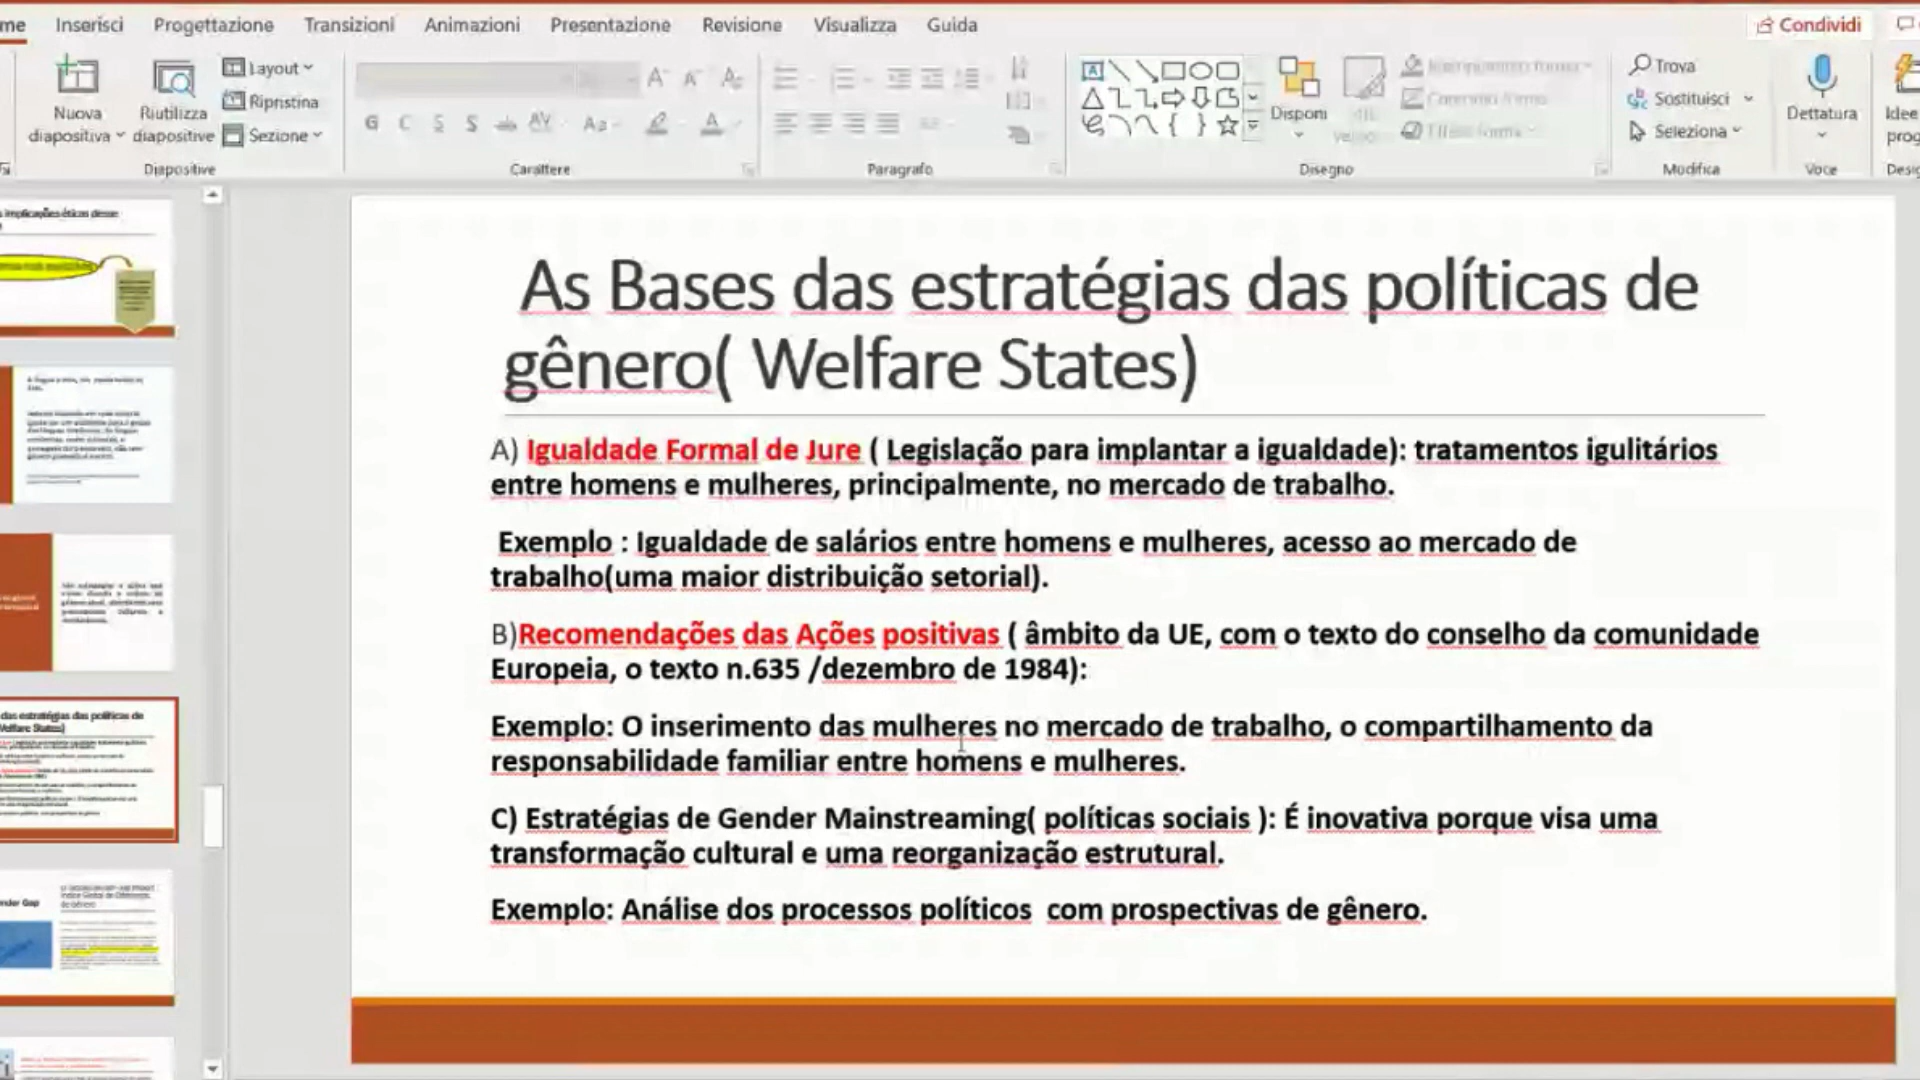 Inserisci Progettazione Transizioni Animazioni Presentazione Revisione Visualizza Guida Condividi
Nuova diapositiva
Riutilizza diapositive
Layout
Ripristina
Sezione
Diapositive
Carattere
Paragrafo
Disponi
Disegno
Trova
Sostituisci
Seleziona
Modifica
Dettatura
Voce
As Bases das estratégias das políticas de
gênero( Welfare States)
A) Igualdade Formal de Jure ( Legislação para implantar a igualdade): tratamentos igulitários
entre homens e mulheres, principalmente, no mercado de trabalho.
Exemplo : Igualdade de salários entre homens e mulheres, acesso ao mercado de
trabalho(uma maior distribuição setorial).
B)Recomendações das Ações positivas ( âmbito da UE, com o texto do conselho da comunidade
Europeia, o texto n.635 /dezembro de 1984):
Exemplo: O inserimento das mulheres no mercado de trabalho, o compartilhamento da
responsabilidade familiar entre homens e mulheres.
C) Estratégias de Gender Mainstreaming( políticas sociais ): É inovativa porque visa uma
transformação cultural e uma reorganização estrutural.
Exemplo: Análise dos processos políticos com prospectivas de gênero.